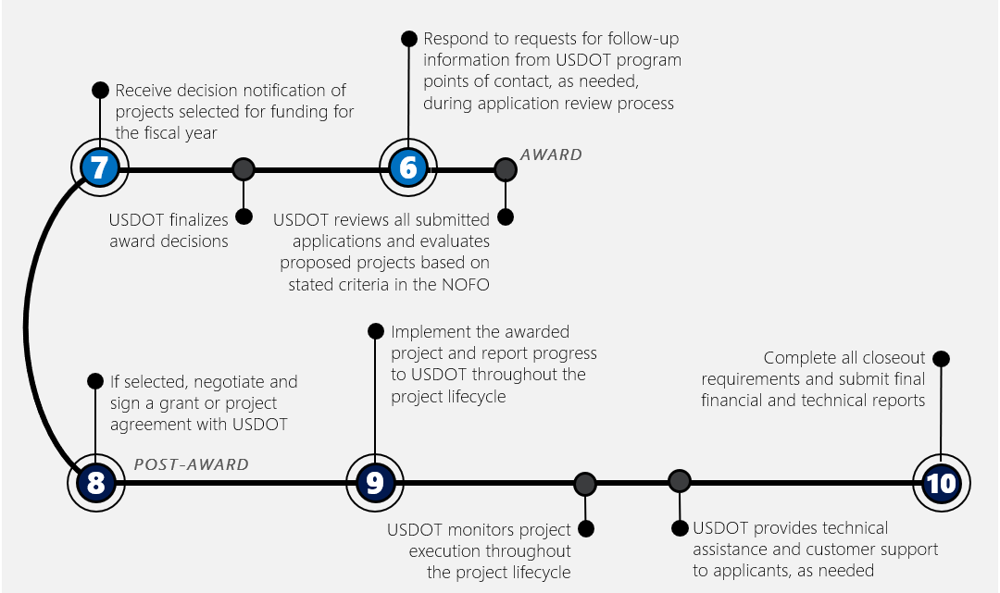 Respond to requests for follow-up
information from USDOT program
points of contact, as needed,
during application review process
Receive decision notification of
projects selected for funding for
the fiscal year
AWARD
7
6
USDOT finalizes
award decisions
USDOT reviews all submitted
applications and evaluates
proposed projects based on
stated criteria in the NOFO
Implement the awarded
project and report progress
to USDOT throughout the
project lifecycle
Complete all closeout
requirements and submit final
financial and technical reports
If selected, negotiate and
sign a grant or project
agreement with USDOT
POST-AWARD
8
9
10
USDOT monitors project
execution throughout
the project lifecycle
USDOT provides technical
assistance and customer support
to applicants, as needed